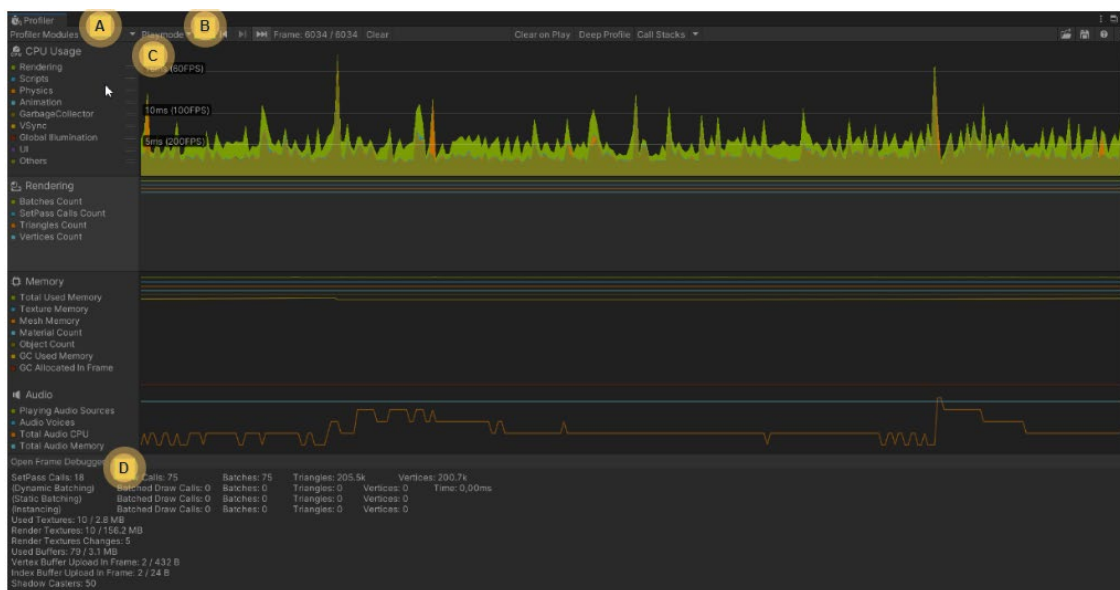 Profiler
Profiler Modules A Playmode B Frame: 6034 / 6034 Clear Clear on Play Deep Profile Call Stacks
CPU Usage
C
(60FPS)
Rendering
Scripts
Physics
Animation
10ms (100FPS)
GarbageCollector
VSync
Global Illumination
5ms (200FPS)
UI
Others
Rendering
Batches Count
SetPass Calls Count
Triangles Count
Vertices Count
Memory
Total Used Memory
Texture Memory
Mesh Memory
Material Count
Object Count
GC Used Memory
GC Allocated In Frame
Audio
Playing Audio Sources
Audio Voices
Total Audio CPU
Total Audio Memory
Open Frame Debugger
D
SetPass Calls: 18 Calls: 75 Batches: 75 Triangles: 205.5k Vertices: 200.7k
(Dynamic Batching) Batched Draw Calls: 0 Batches: 0 Triangles: 0 Vertices: 0 Time: 0,00ms
(Static Batching) Batched Draw Calls: 0 Batches: 0 Triangles: 0 Vertices: 0
(Instancing) Batched Draw Calls: 0 Batches: 0 Triangles: 0 Vertices: 0
Used Textures: 10 / 2.8 MB
Render Textures: 10 / 156.2 MB
Render Textures Changes: 5
Used Buffers: 79 / 3.1 MB
Vertex Buffer Upload In Frame: 2 / 432 B
Index Buffer Upload In Frame: 2 / 24 B
Shadow Casters: 50